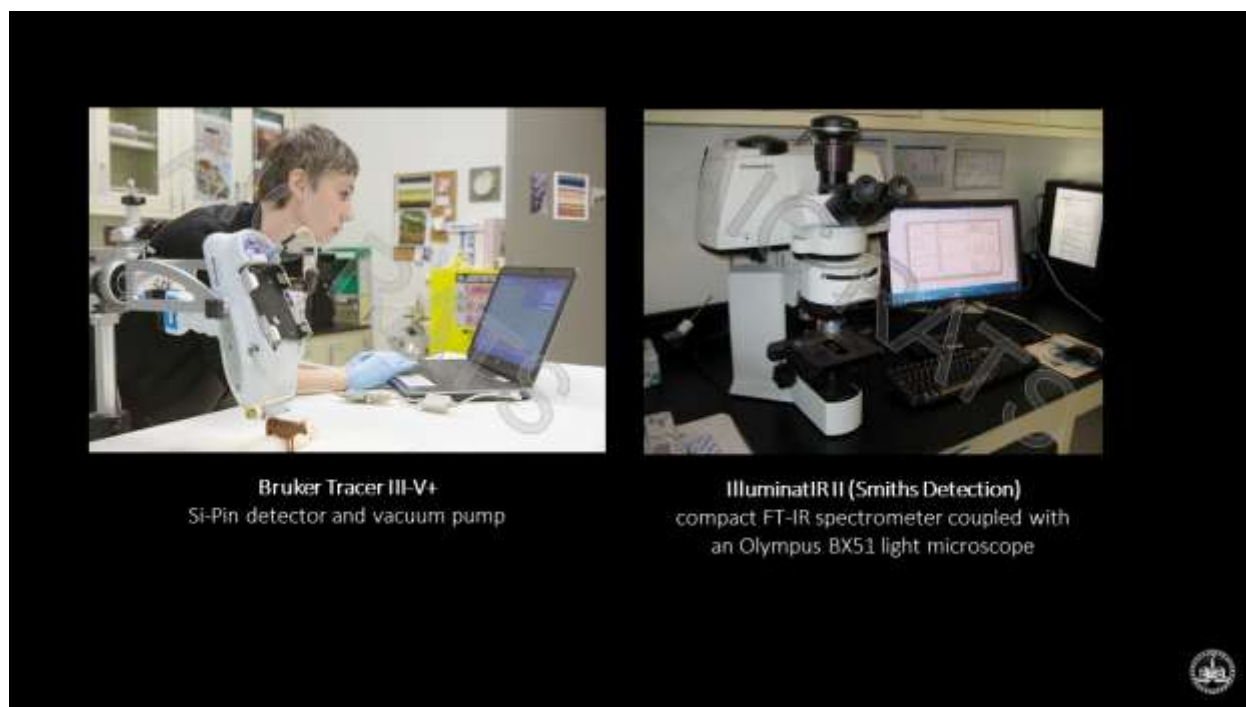 Bruker Tracer III-V+
Si-Pin detector and vacuum pump
IlluminatIR II (Smiths Detection)
compact FT-IR spectrometer coupled with
an Olympus BX51 light microscope